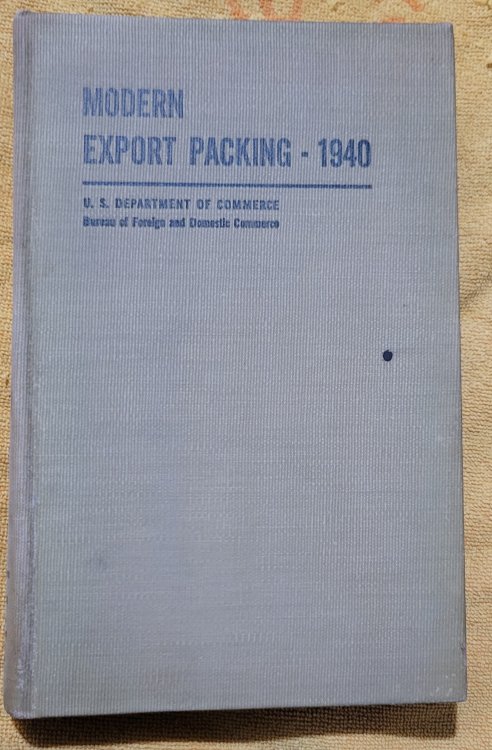 MODERN
EXPORT PACKING - 1940
U. S. DEPARTMENT OF COMMERCE
Bureau of Foreign and Domestic Commerce